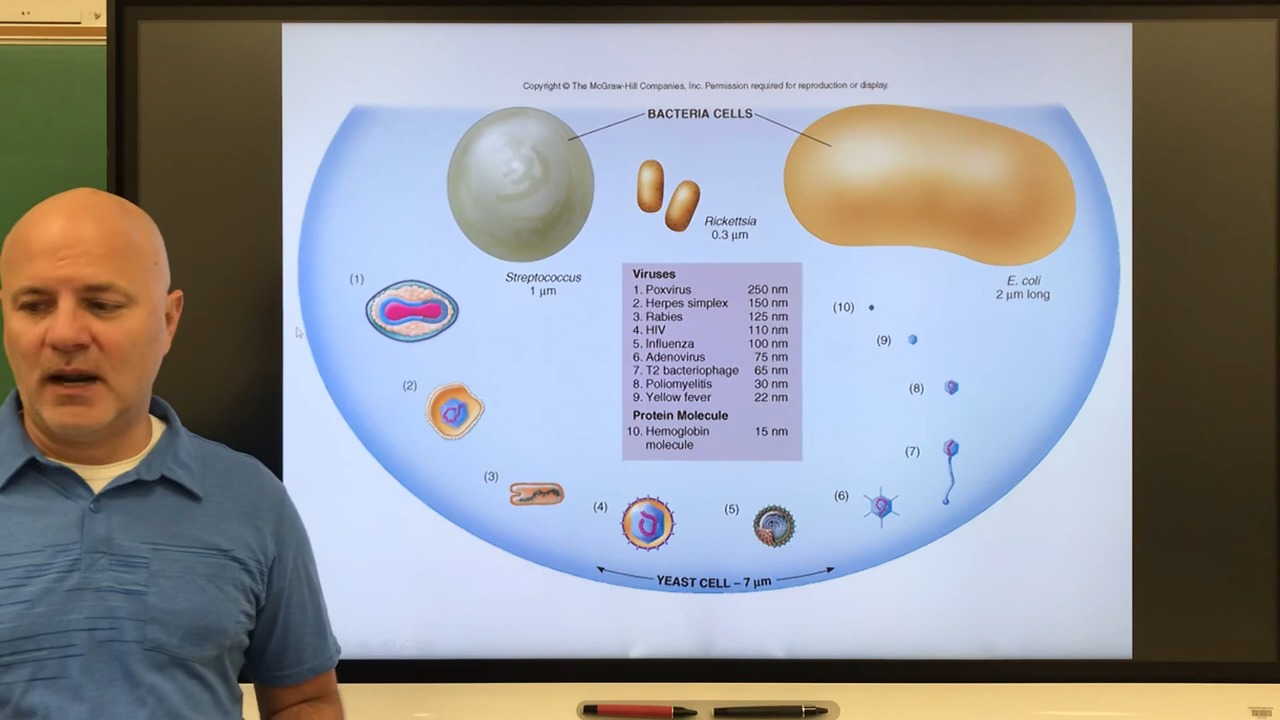 Copyright © The McGraw-Hill Companies, Inc. Permission required for reproduction or display.
BACTERIA CELLS
Rickettsia
0.3 μm
Streptococcus
1 μm
E. coli
2 μm long
(1)
(2)
(3)
(4)
(5)
(6)
(7)
(8)
(9)
(10)
Viruses
1. Poxvirus 250 nm
2. Herpes simplex 150 nm
3. Rabies 125 nm
4. HIV 110 nm
5. Influenza 100 nm
6. Adenovirus 75 nm
7. T2 bacteriophage 65 nm
8. Poliomyelitis 30 nm
9. Yellow fever 22 nm
Protein Molecule
10. Hemoglobin 15 nm
molecule
YEAST CELL – 7 μm